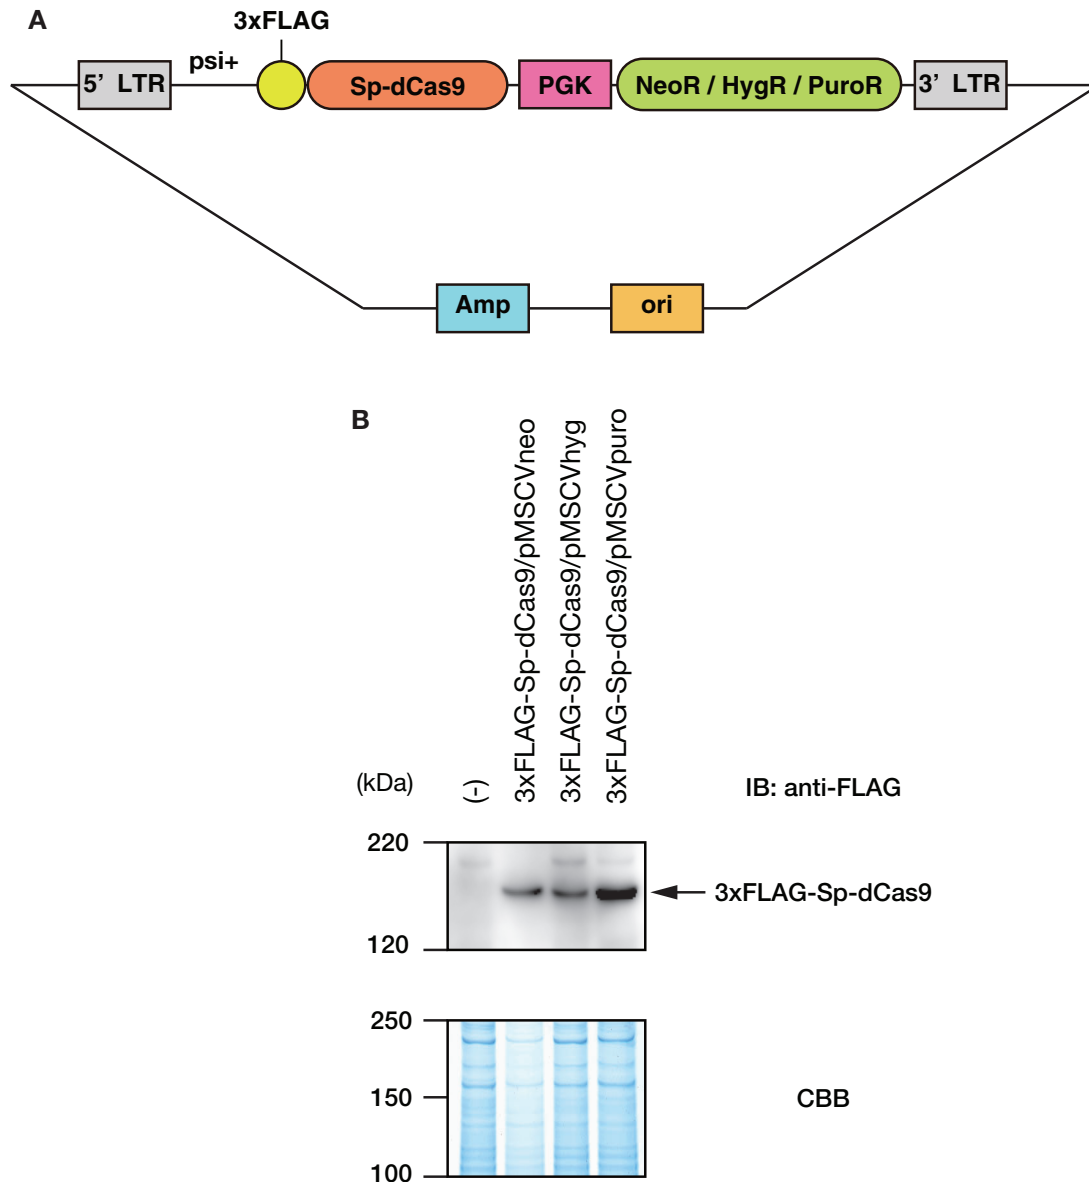 A
3xFLAG
psi+
5’ LTR
Sp-dCas9
PGK
NeoR / HygR / PuroR
3’ LTR
Amp
ori
B
(kDa)
(-)
3xFLAG-Sp-dCas9/pMSCVneo
3xFLAG-Sp-dCas9/pMSCVhyg
3xFLAG-Sp-dCas9/pMSCVpuro
IB: anti-FLAG
220
3xFLAG-Sp-dCas9
120
250
150
CBB
100